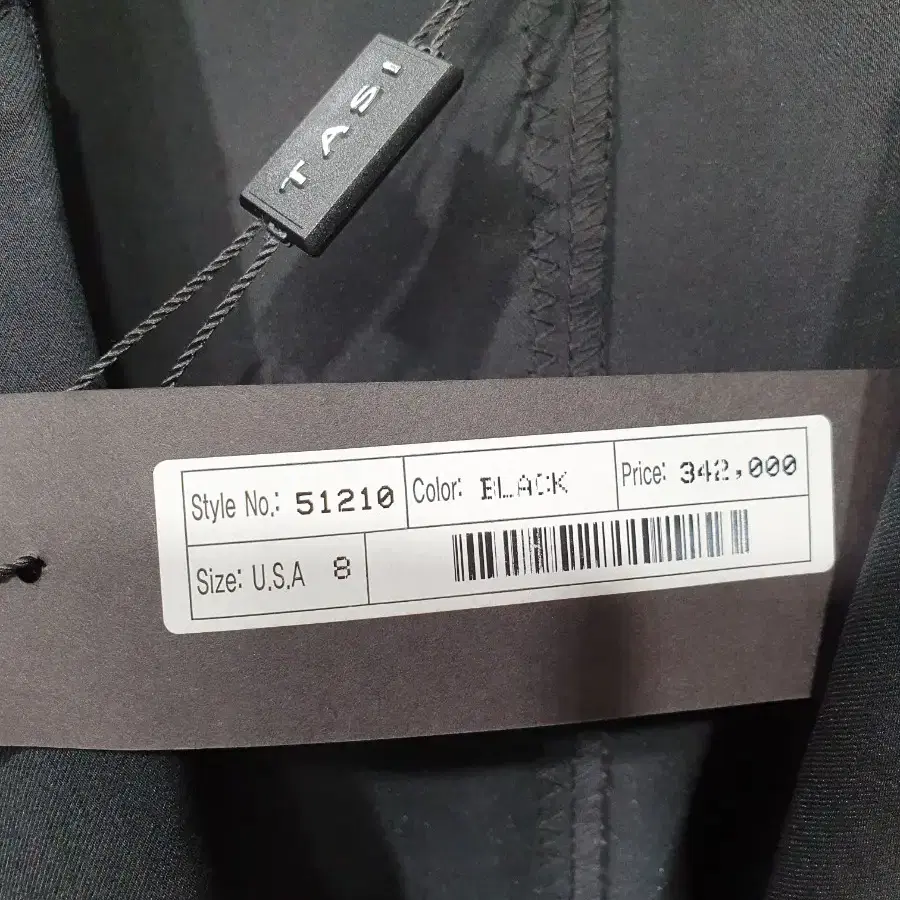 TASI
Style No.: 51210 Color: BLACK Price: 342,000
Size: U.S.A 8